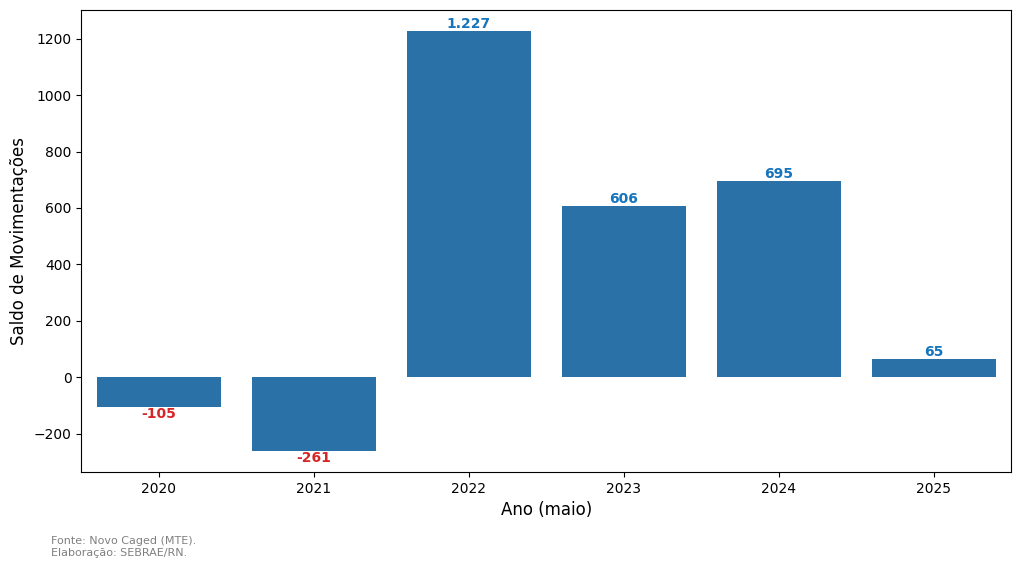 1.227
1200
1000
800
695
606
600
400
200
65
0
-105
−200
-261
Saldo de Movimentações
2020 2021 2022 2023 2024 2025
Ano (maio)
Fonte: Novo Caged (MTE).
Elaboração: SEBRAE/RN.